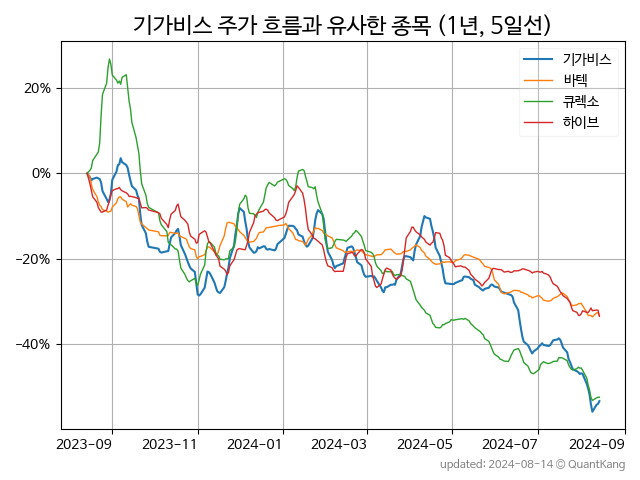 기가비스 주가 흐름과 유사한 종목 (1년, 5일선)
기가비스
바텍
큐렉소
하이브
20%
0%
−20%
−40%
2023-09 2023-11 2024-01 2024-03 2024-05 2024-07 2024-09
updated: 2024-08-14 © QuantKang